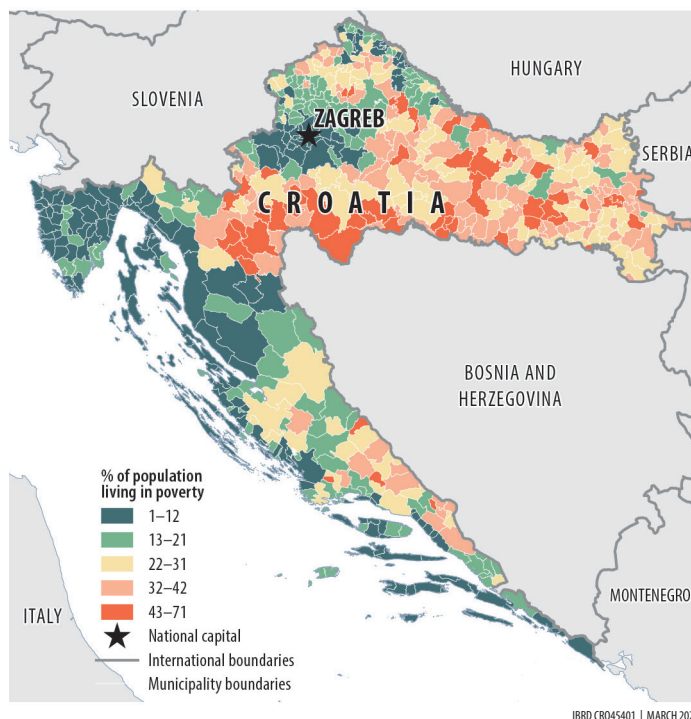 HUNGARY
SLOVENIA
ZAGREB
SERBIA
CROATIA
BOSNIA AND
HERZEGOVINA
% of population
living in poverty
1–12
13–21
22–31
32–42
43–71
National capital
International boundaries
Municipality boundaries
ITALY
MONTENEGRO
IBRD CRO45401 | MARCH